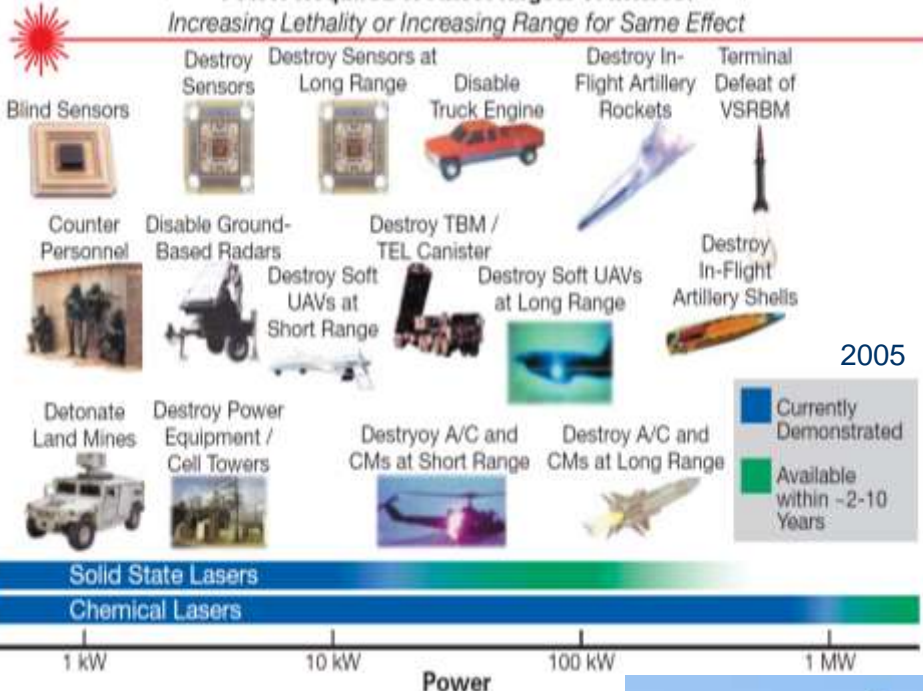 Increasing Lethality or Increasing Range for Same Effect
Blind Sensors
Destroy
Sensors
Destroy Sensors at
Long Range
Disable
Truck Engine
Destroy In-
Flight Artillery
Rockets
Terminal
Defeat of
VSRBM
Counter
Personnel
Disable Ground-
Based Radars
Destroy Soft
UAVs at
Short Range
Destroy TBM /
TEL Canister
Destroy Soft UAVs
at Long Range
Destroy
In-Flight
Artillery Shells
2005
Detonate
Land Mines
Destroy Power
Equipment /
Cell Towers
Destryoy A/C and
CMs at Short Range
Destroy A/C and
CMs at Long Range
Currently
Demonstrated
Available
within ~2-10
Years
Solid State Lasers
Chemical Lasers
1 kW
10 kW
100 kW
1 MW
Power